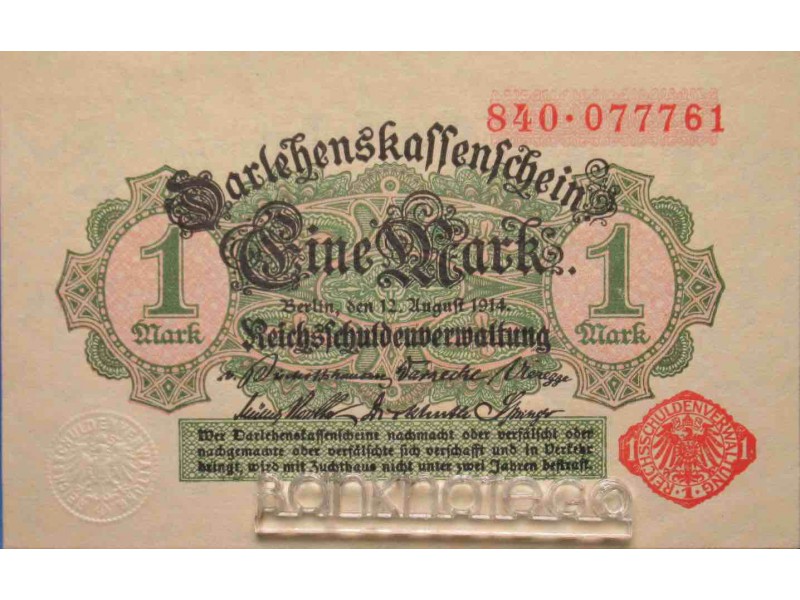 840·077761
Darlehenskassenschein.
Eine Mark.
1 Mark
1 Mark
Berlin, den 12. August 1914.
Reichsschuldenverwaltung
Wer Darlehenskassenscheine nachmacht oder verfälscht oder
nachgemachte oder verfälschte sich verschafft und in Verkehr
bringt, wird mit Zuchthaus nicht unter zwei Jahren bestraft.
REICHSSCHULDENVERWALTUNG
1 1
·1·